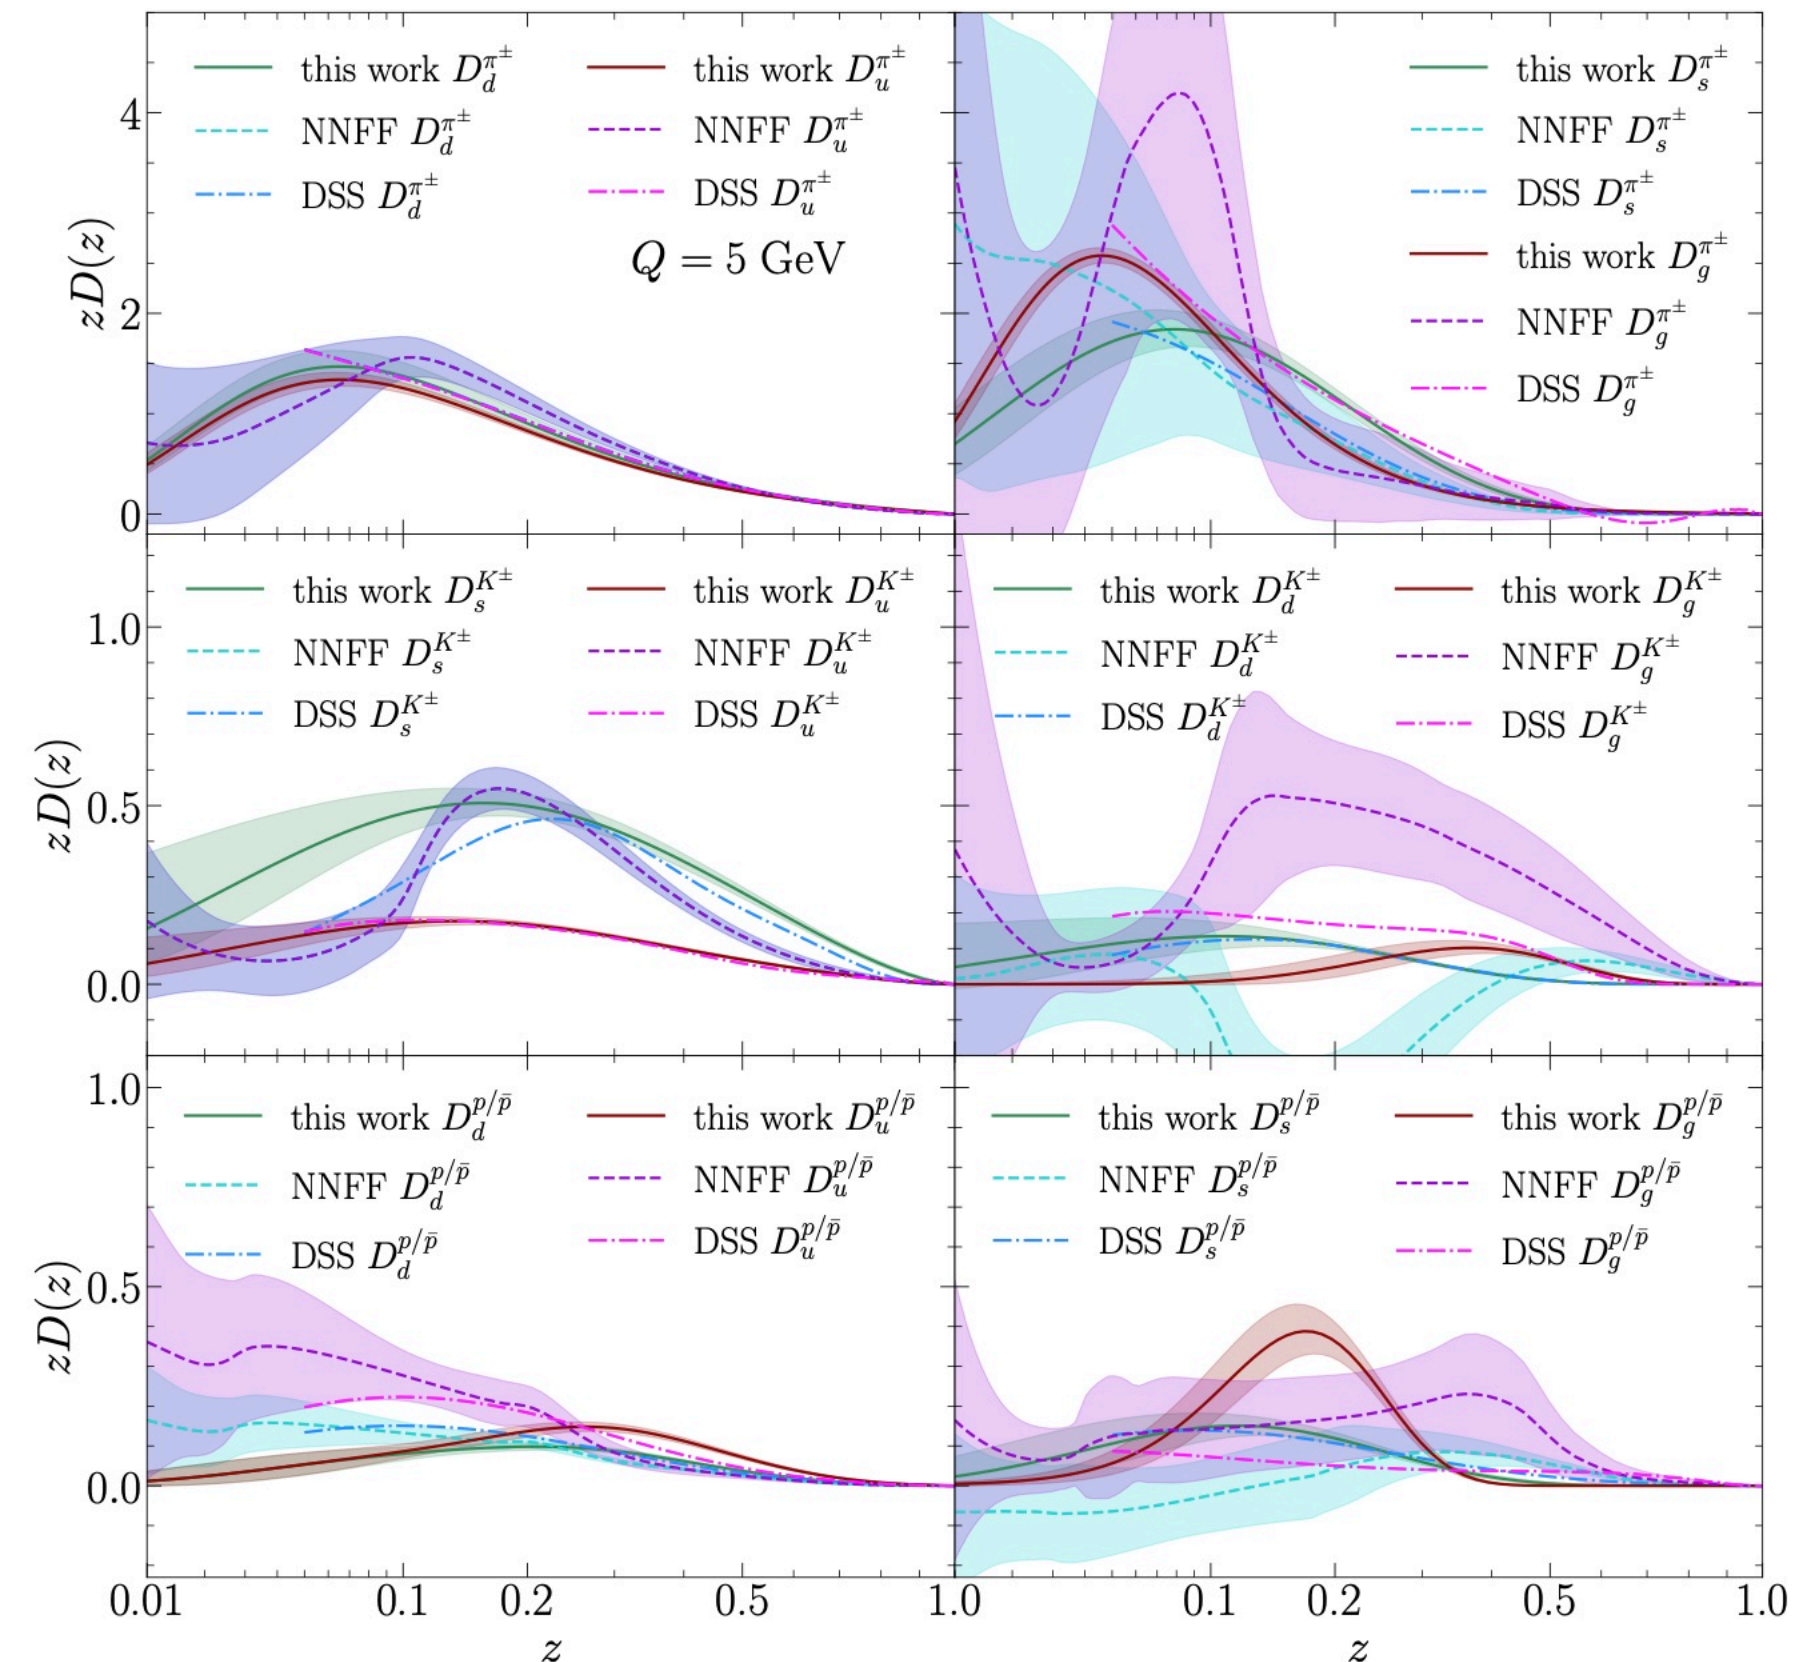 this work $D_d^{\pi^\pm}$ this work $D_u^{\pi^\pm}$
NNFF $D_d^{\pi^\pm}$ NNFF $D_u^{\pi^\pm}$
DSS $D_d^{\pi^\pm}$ DSS $D_u^{\pi^\pm}$
Q = 5 GeV
zD(z)
4
2
0
this work $D_s^{\pi^\pm}$
NNFF $D_s^{\pi^\pm}$
DSS $D_s^{\pi^\pm}$
this work $D_g^{\pi^\pm}$
NNFF $D_g^{\pi^\pm}$
DSS $D_g^{\pi^\pm}$
this work $D_s^{K^\pm}$ this work $D_u^{K^\pm}$
NNFF $D_s^{K^\pm}$ NNFF $D_u^{K^\pm}$
DSS $D_s^{K^\pm}$ DSS $D_u^{K^\pm}$
zD(z)
1.0
0.5
0.0
this work $D_d^{K^\pm}$ this work $D_g^{K^\pm}$
NNFF $D_d^{K^\pm}$ NNFF $D_g^{K^\pm}$
DSS $D_d^{K^\pm}$ DSS $D_g^{K^\pm}$
this work $D_d^{p/\bar{p}}$ this work $D_u^{p/\bar{p}}$
NNFF $D_d^{p/\bar{p}}$ NNFF $D_u^{p/\bar{p}}$
DSS $D_d^{p/\bar{p}}$ DSS $D_u^{p/\bar{p}}$
zD(z)
1.0
0.5
0.0
this work $D_s^{p/\bar{p}}$ this work $D_g^{p/\bar{p}}$
NNFF $D_s^{p/\bar{p}}$ NNFF $D_g^{p/\bar{p}}$
DSS $D_s^{p/\bar{p}}$ DSS $D_g^{p/\bar{p}}$
0.01 0.1 0.2 0.5 1.0 0.1 0.2 0.5 1.0
z z